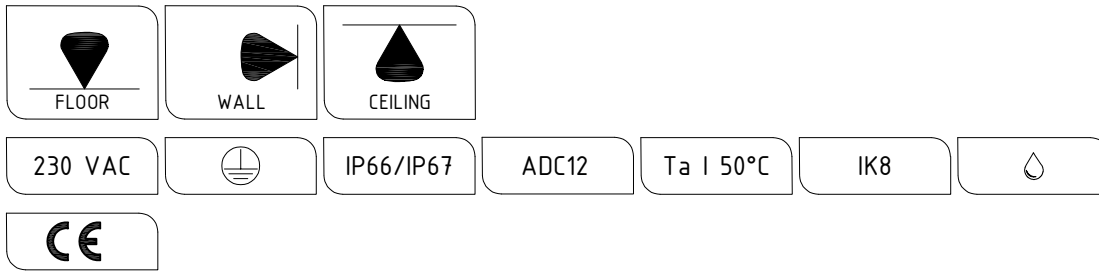 FLOOR WALL CEILING
230 VAC IP66/IP67 ADC12 Ta I 50°C IK8
CE